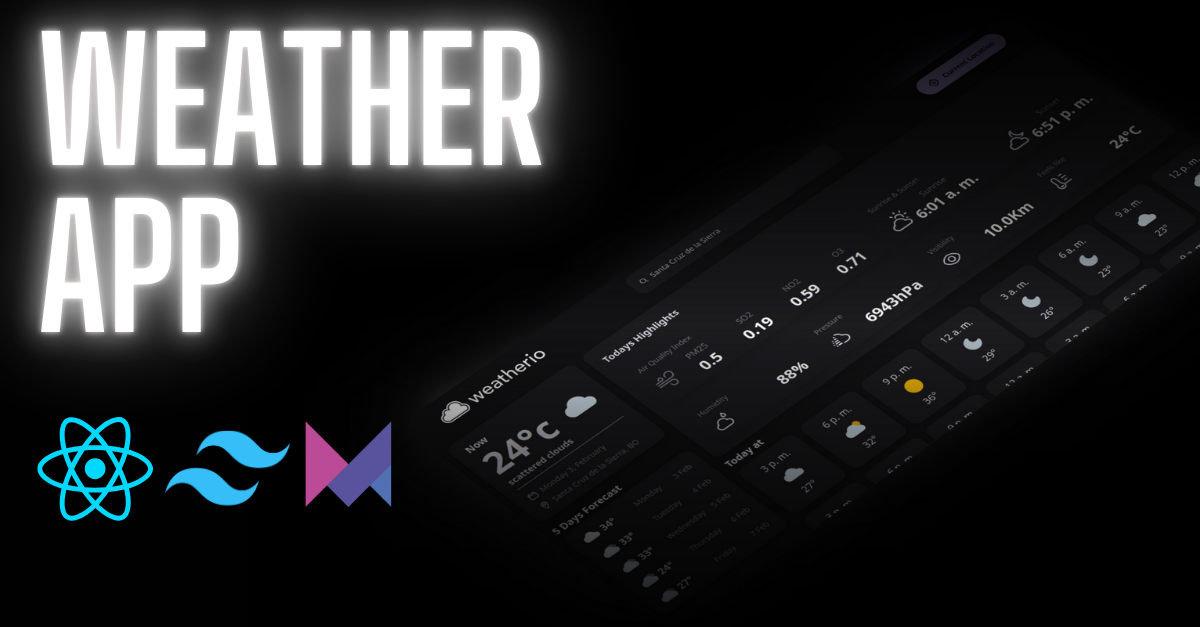 WEATHER
APP
weatherio
Santa Cruz de la Sierra
Current Location
Now
24°c
scattered clouds
Monday 3, February
Santa Cruz de la Sierra, BO
5 Days Forecast
34° Monday 3 Feb
33° Tuesday 4 Feb
33° Wednesday 5 Feb
24° Thursday 6 Feb
27° Friday 7 Feb
Todays Highlights
Air Quality Index
PM25 SO2 NO2 O3
0.5 0.19 0.59 0.71
Sunrise & Sunset
Sunrise
6:01 a. m.
Sunset
6:51 p. m.
Humidity
88%
Pressure
6943hPa
Visibility
10.0Km
Feels like
24°C
Today at
3 p. m. 6 p. m. 9 p. m. 12 a. m. 3 a. m. 6 a. m. 9 a. m. 12 p. m.
27° 32° 36° 29° 26° 23° 23°